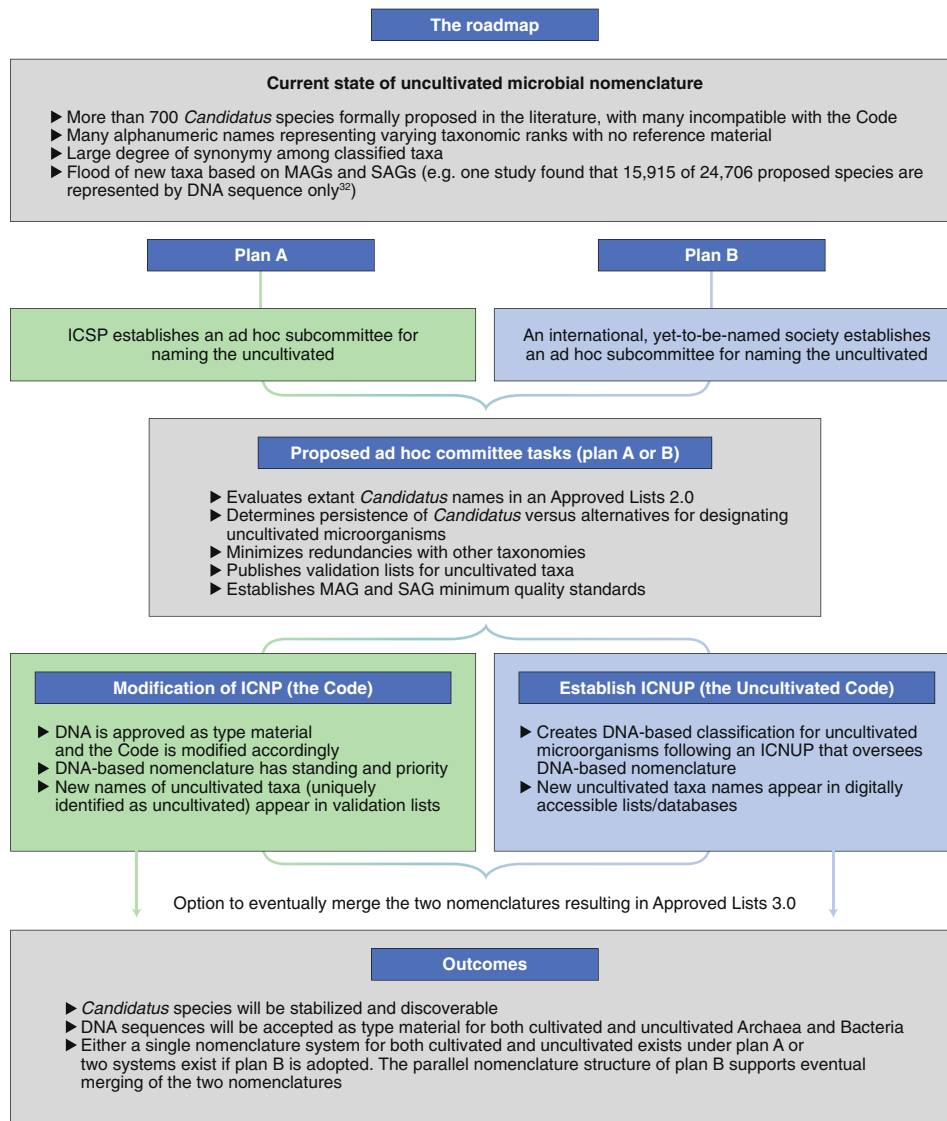 The roadmap
Current state of uncultivated microbial nomenclature
▶ More than 700 Candidatus species formally proposed in the literature, with many incompatible with the Code
▶ Many alphanumeric names representing varying taxonomic ranks with no reference material
▶ Large degree of synonymy among classified taxa
▶ Flood of new taxa based on MAGs and SAGs (e.g. one study found that 15,915 of 24,706 proposed species are
represented by DNA sequence only32)
Plan A
Plan B
ICSP establishes an ad hoc subcommittee for
naming the uncultivated
An international, yet-to-be-named society establishes
an ad hoc subcommittee for naming the uncultivated
Proposed ad hoc committee tasks (plan A or B)
▶ Evaluates extant Candidatus names in an Approved Lists 2.0
▶ Determines persistence of Candidatus versus alternatives for designating
uncultivated microorganisms
▶ Minimizes redundancies with other taxonomies
▶ Publishes validation lists for uncultivated taxa
▶ Establishes MAG and SAG minimum quality standards
Modification of ICNP (the Code)
▶ DNA is approved as type material
and the Code is modified accordingly
▶ DNA-based nomenclature has standing and priority
▶ New names of uncultivated taxa (uniquely
identified as uncultivated) appear in validation lists
Establish ICNUP (the Uncultivated Code)
▶ Creates DNA-based classification for uncultivated
microorganisms following an ICNUP that oversees
DNA-based nomenclature
▶ New uncultivated taxa names appear in digitally
accessible lists/databases
Option to eventually merge the two nomenclatures resulting in Approved Lists 3.0
Outcomes
▶ Candidatus species will be stabilized and discoverable
▶ DNA sequences will be accepted as type material for both cultivated and uncultivated Archaea and Bacteria
▶ Either a single nomenclature system for both cultivated and uncultivated exists under plan A or
two systems exist if plan B is adopted. The parallel nomenclature structure of plan B supports eventual
merging of the two nomenclatures